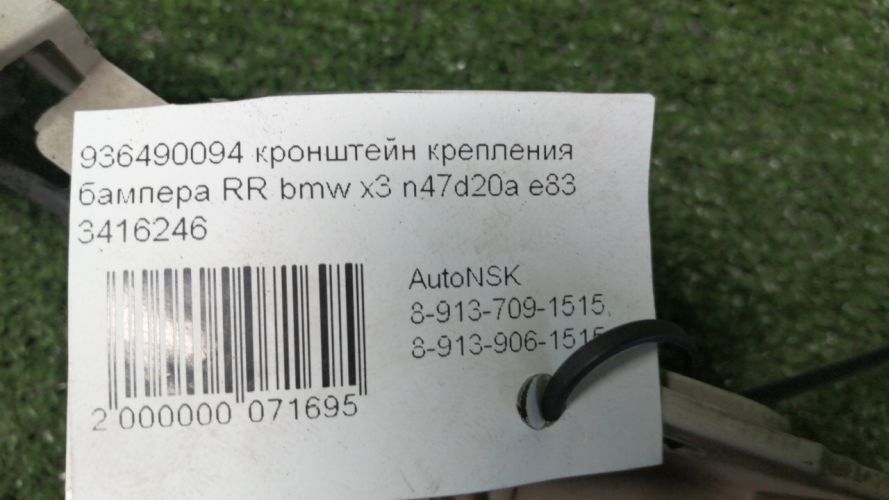 936490094 кронштейн крепления
бампера RR bmw x3 n47d20a e83
3416246
AutoNSK
8-913-709-1515,
8-913-906-1515
2 000000 071695